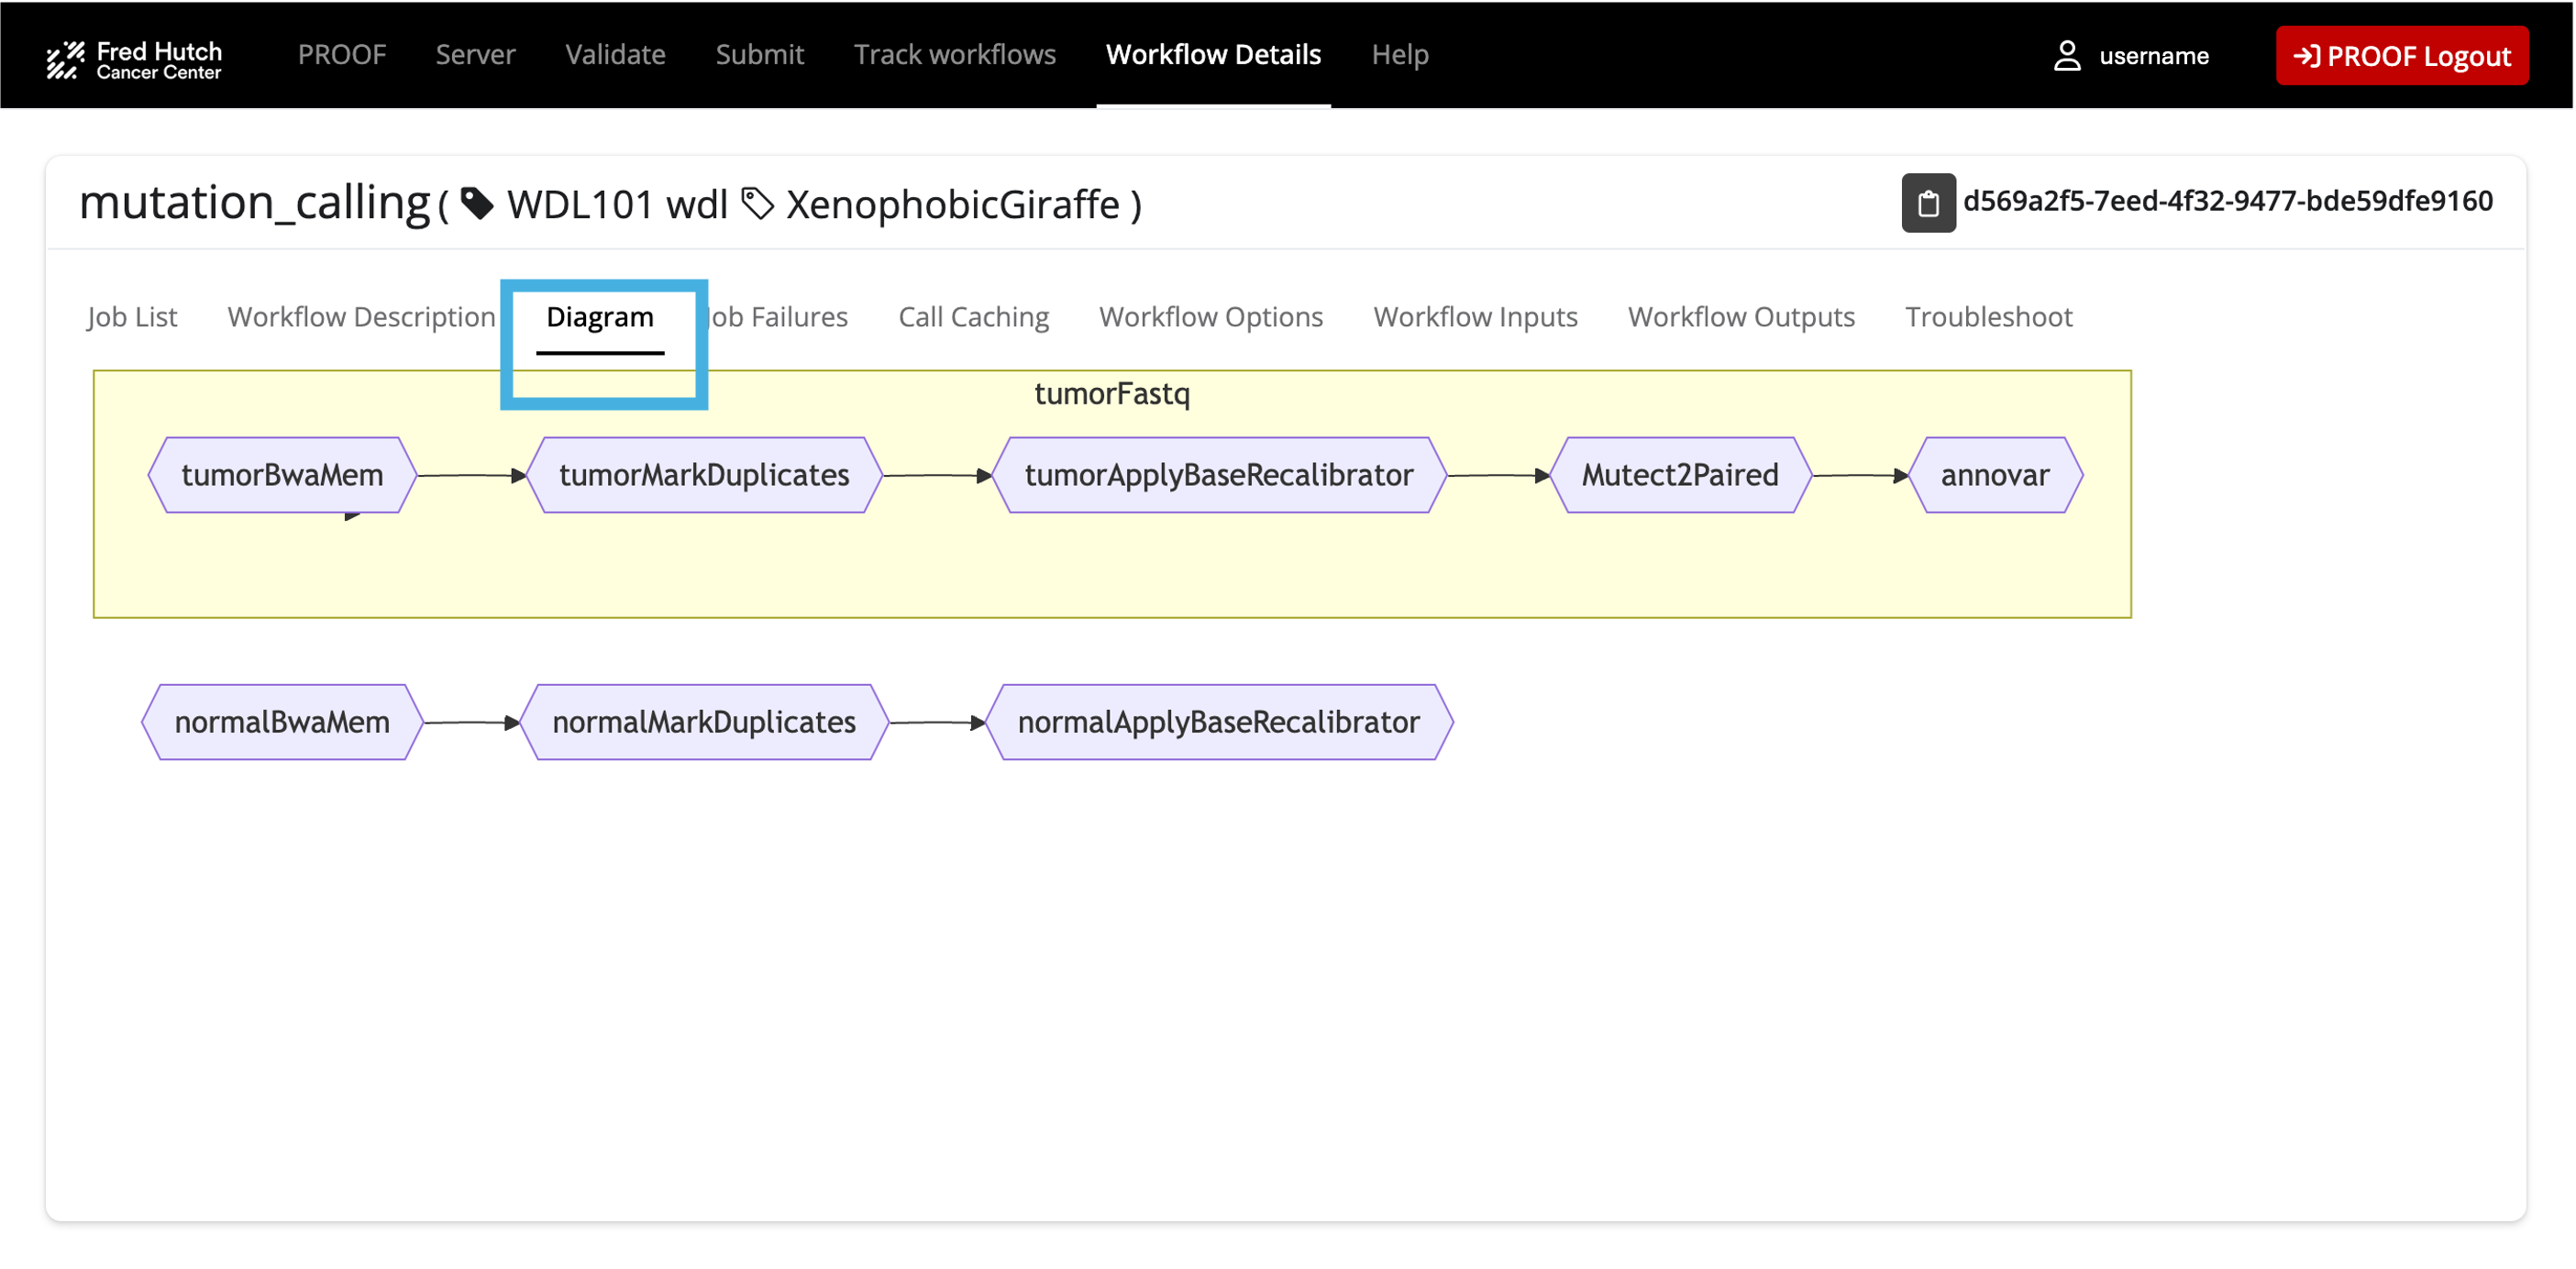 Fred Hutch
Cancer Center
PROOF Server Validate Submit Track workflows Workflow Details Help
username
PROOF Logout
mutation_calling ( WDL101 wdl XenophobicGiraffe )
d569a2f5-7eed-4f32-9477-bde59dfe9160
Job List Workflow Description Diagram Job Failures Call Caching Workflow Options Workflow Inputs Workflow Outputs Troubleshoot
tumorFastq
tumorBwaMem tumorMarkDuplicates tumorApplyBaseRecalibrator Mutect2Paired annovar
normalBwaMem normalMarkDuplicates normalApplyBaseRecalibrator